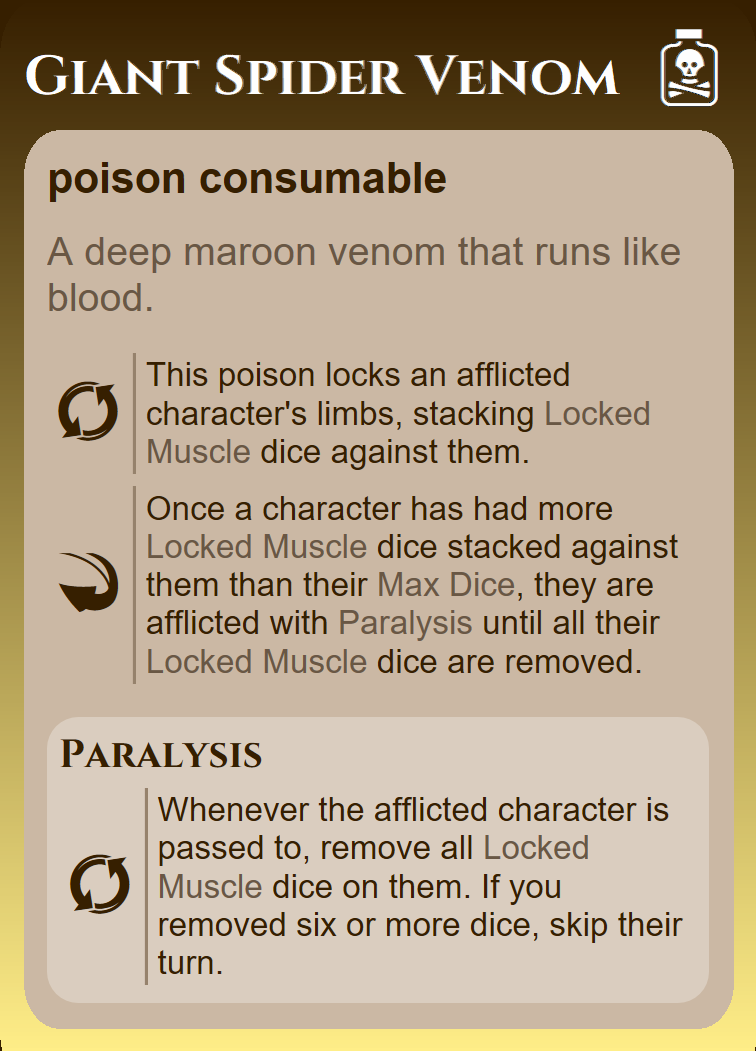 GIANT SPIDER VENOM
poison consumable
A deep maroon venom that runs like
blood.
This poison locks an afflicted
character's limbs, stacking Locked
Muscle dice against them.
Once a character has had more
Locked Muscle dice stacked against
them than their Max Dice, they are
afflicted with Paralysis until all their
Locked Muscle dice are removed.
PARALYSIS
Whenever the afflicted character is
passed to, remove all Locked
Muscle dice on them. If you
removed six or more dice, skip their
turn.